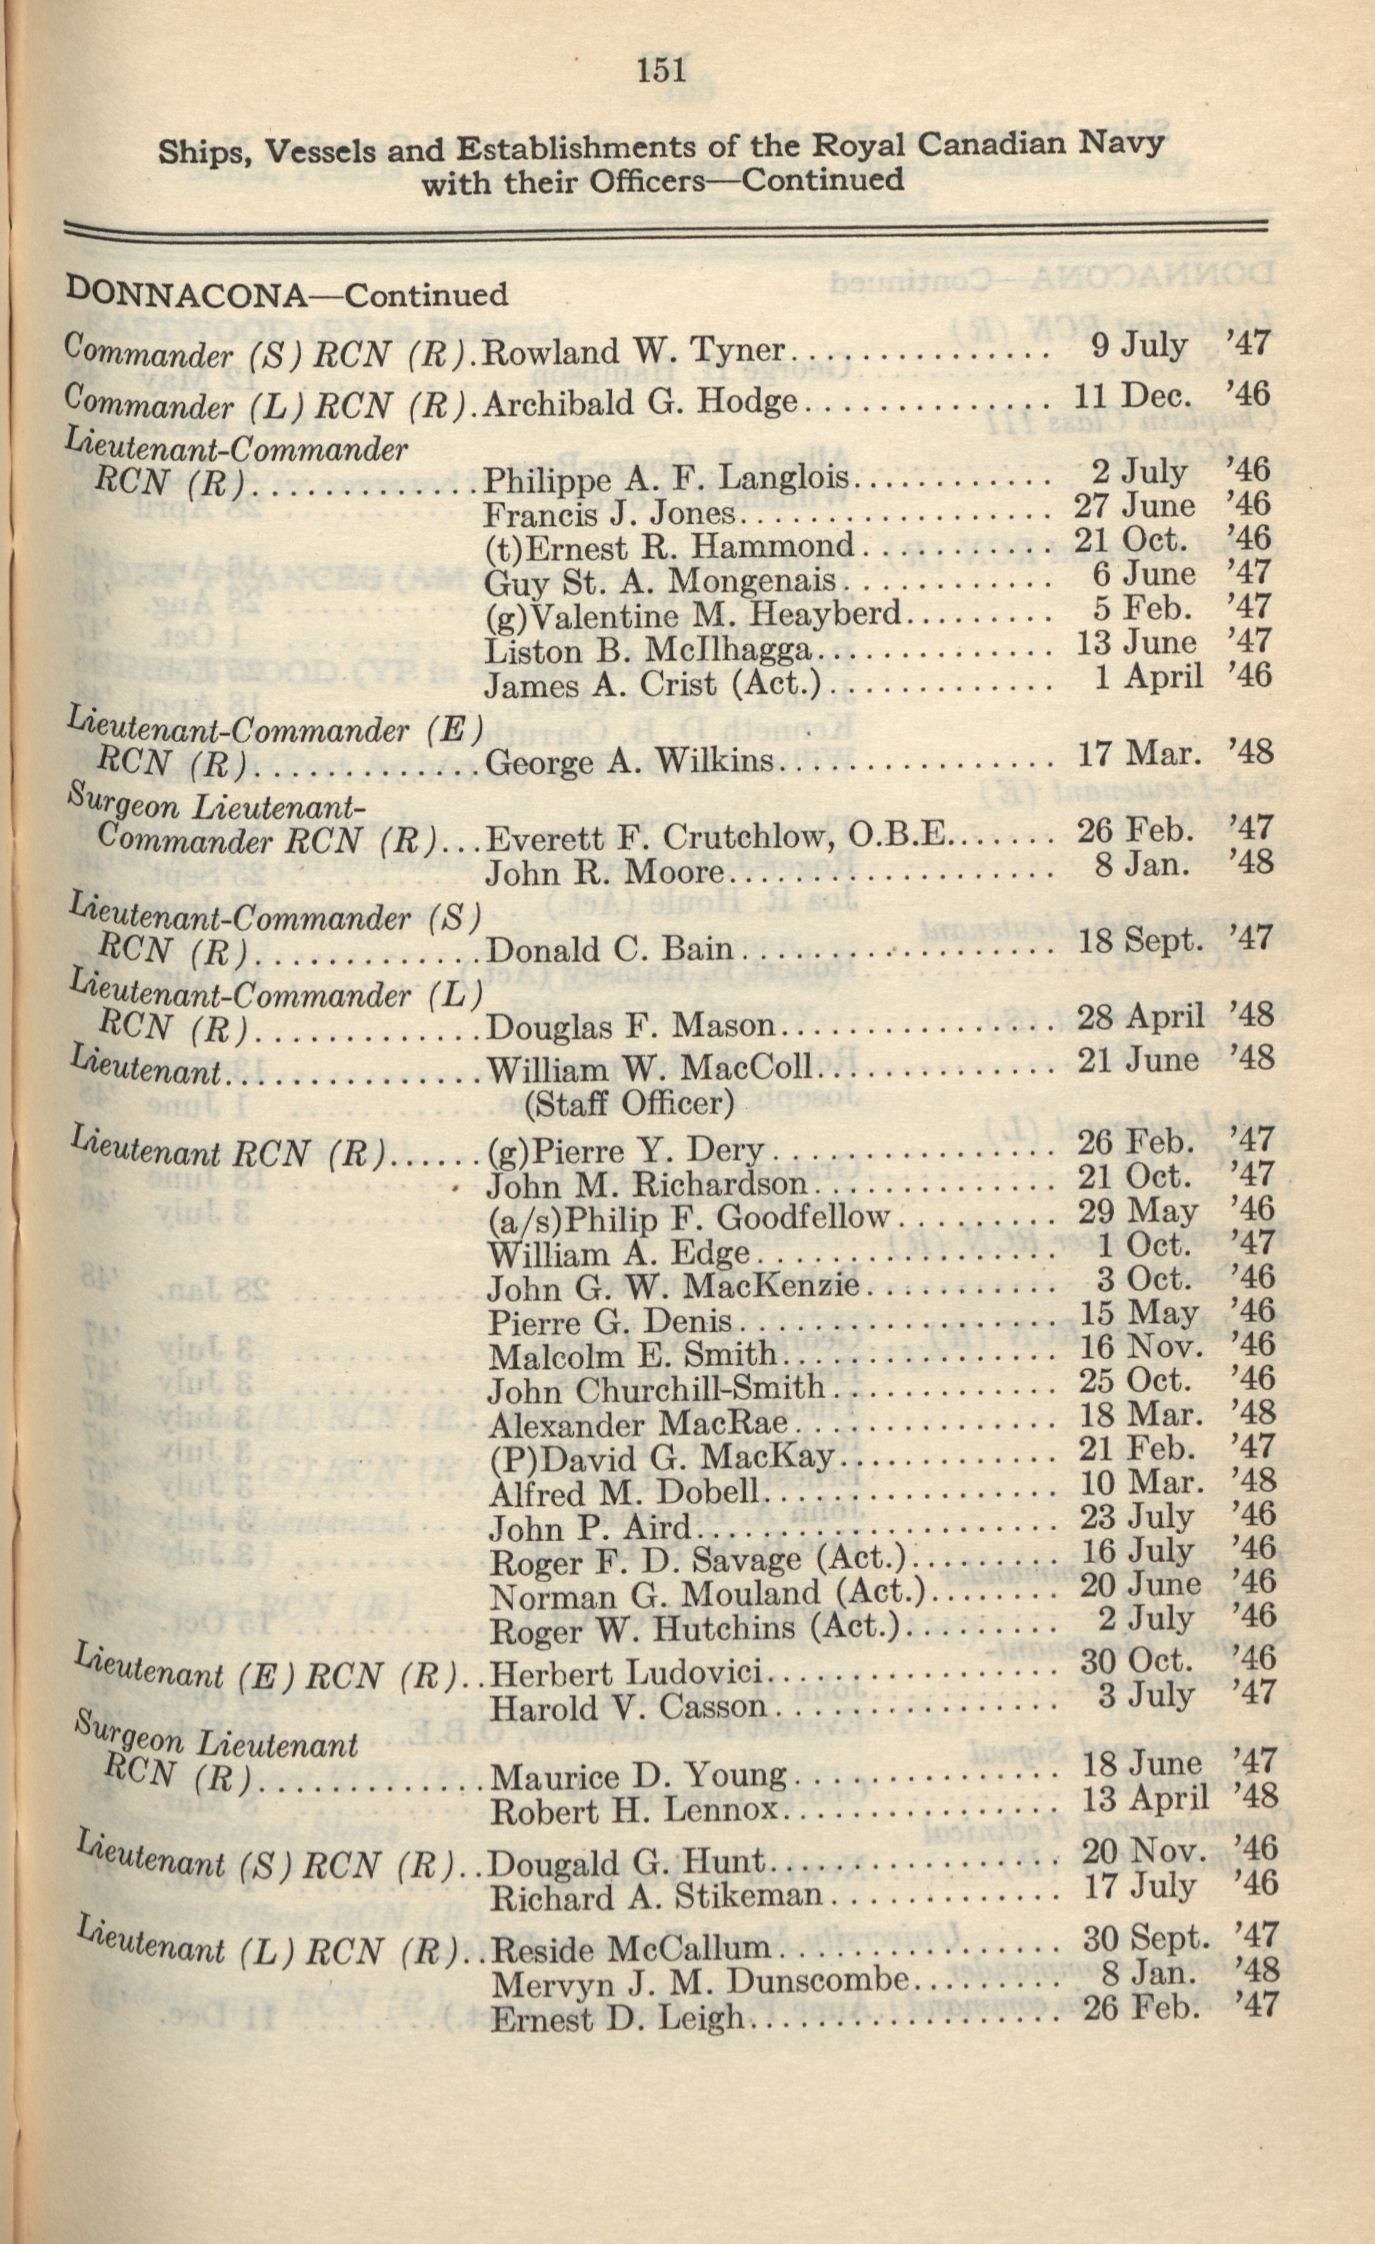 151
Ships, Vessels and Establishments of the Royal Canadian Navy
with their Officers—Continued
DONNACONA—Continued
Commander (S) RCN (R).Rowland W. Tyner............... 9 July '47
Commander (L) RCN (R).Archibald G. Hodge.............. 11 Dec. '46
Lieutenant-Commander
RCN (R).............Philippe A. F. Langlois............ 2 July '46
Francis J. Jones.................. 27 June '46
(t)Ernest R. Hammond........... 21 Oct. '46
Guy St. A. Mongenais............ 6 June '47
(g)Valentine M. Heayberd......... 5 Feb. '47
Liston B. McIlhagga.............. 13 June '47
James A. Crist (Act.)............. 1 April '46
Lieutenant-Commander (E)
RCN (R).............George A. Wilkins................ 17 Mar. '48
Surgeon Lieutenant-
Commander RCN (R)...Everett F. Crutchlow, O.B.E....... 26 Feb. '47
John R. Moore................... 8 Jan. '48
Lieutenant-Commander (S)
RCN (R).............Donald C. Bain.................. 18 Sept. '47
Lieutenant-Commander (L)
RCN (R).............Douglas F. Mason................ 28 April '48
Lieutenant...............William W. MacColl.............. 21 June '48
(Staff Officer)
Lieutenant RCN (R)......(g)Pierre Y. Dery................ 26 Feb. '47
John M. Richardson.............. 21 Oct. '47
(a/s)Philip F. Goodfellow......... 29 May '46
William A. Edge................. 1 Oct. '47
John G. W. MacKenzie........... 3 Oct. '46
Pierre G. Denis.................. 15 May '46
Malcolm E. Smith................ 16 Nov. '46
John Churchill-Smith............. 25 Oct. '46
Alexander MacRae............... 18 Mar. '48
(P)David G. MacKay............. 21 Feb. '47
Alfred M. Dobell................. 10 Mar. '48
John P. Aird..................... 23 July '46
Roger F. D. Savage (Act.)......... 16 July '46
Norman G. Mouland (Act.)........ 20 June '46
Roger W. Hutchins (Act.)......... 2 July '46
Lieutenant (E) RCN (R)..Herbert Ludovici................. 30 Oct. '46
Harold V. Casson................ 3 July '47
Surgeon Lieutenant
RCN (R).............Maurice D. Young............... 18 June '47
Robert H. Lennox................ 13 April '48
Lieutenant (S) RCN (R)..Dougald G. Hunt................. 20 Nov. '46
Richard A. Stikeman............. 17 July '46
Lieutenant (L) RCN (R)..Reside McCallum................ 30 Sept. '47
Mervyn J. M. Dunscombe......... 8 Jan. '48
Ernest D. Leigh.................. 26 Feb. '47